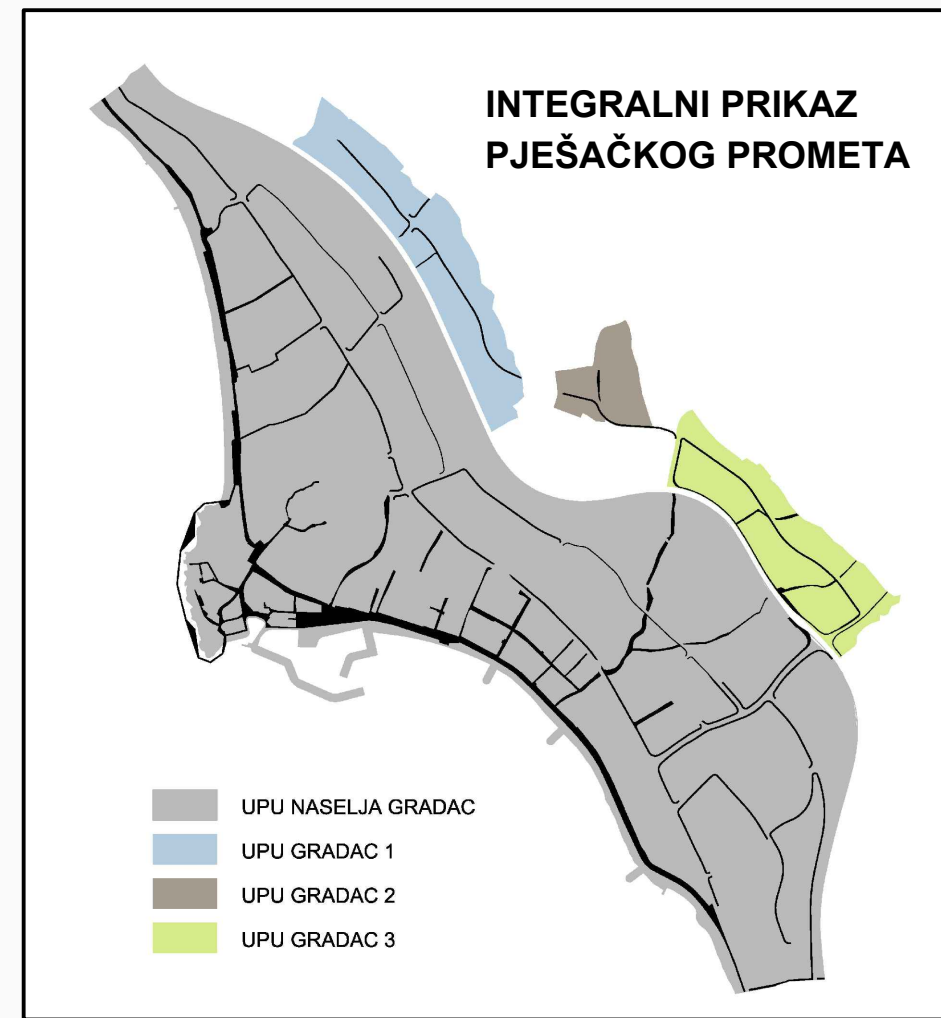 INTEGRALNI PRIKAZ
PJEŠAČKOG PROMETA
UPU NASELJA GRADAC
UPU GRADAC 1
UPU GRADAC 2
UPU GRADAC 3